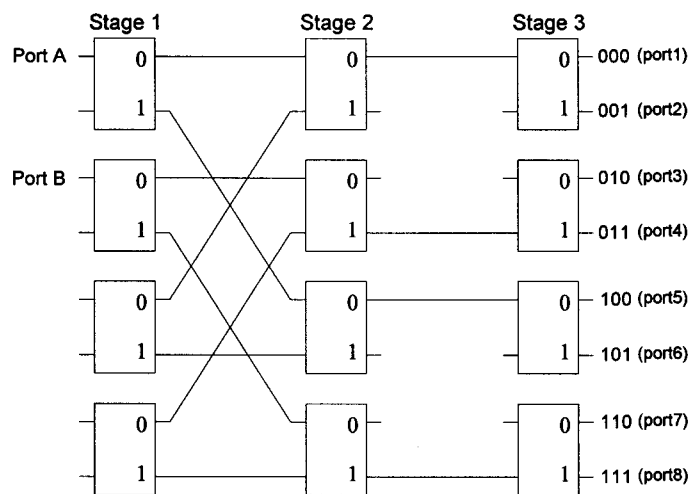 Stage 1 Stage 2 Stage 3
Port A 0 0 0 000 (port1)
1 1 1 001 (port2)
Port B 0 0 0 010 (port3)
1 1 1 011 (port4)
0 0 0 100 (port5)
1 1 1 101 (port6)
0 0 0 110 (port7)
1 1 1 111 (port8)